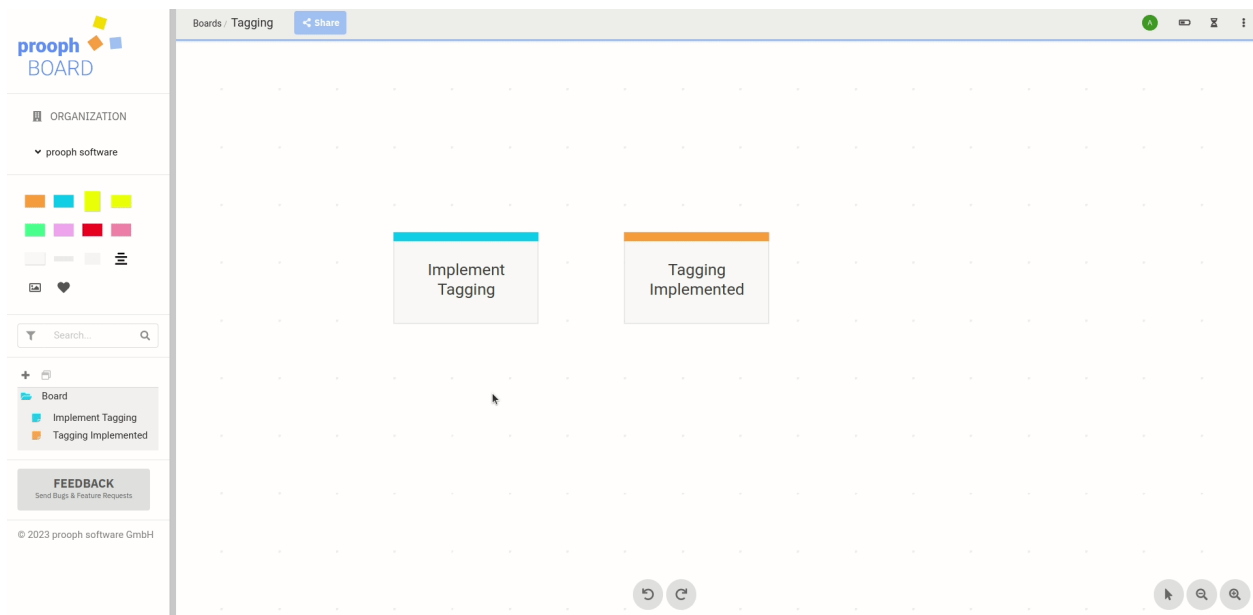 prooph
BOARD
ORGANIZATION
prooph software
Search...
Board
Implement Tagging
Tagging Implemented
FEEDBACK
Send Bugs & Feature Requests
© 2023 prooph software GmbH
Boards / Tagging
Share
A
Implement
Tagging
Tagging
Implemented